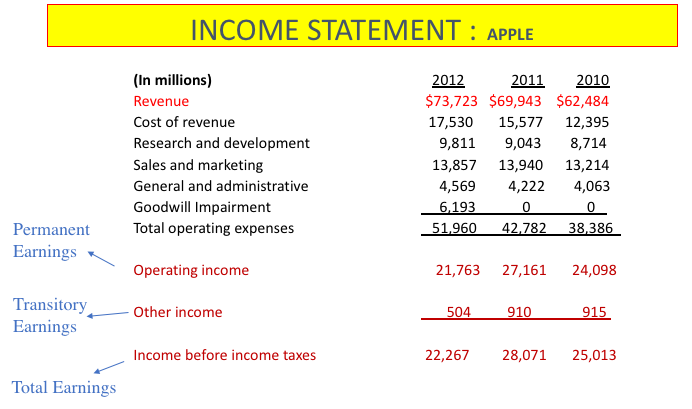 INCOME STATEMENT : APPLE
(In millions) 2012 2011 2010
Revenue $73,723 $69,943 $62,484
Cost of revenue 17,530 15,577 12,395
Research and development 9,811 9,043 8,714
Sales and marketing 13,857 13,940 13,214
General and administrative 4,569 4,222 4,063
Goodwill Impairment 6,193 0 0
Total operating expenses 51,960 42,782 38,386
Permanent
Earnings
Operating income 21,763 27,161 24,098
Transitory
Earnings
Other income 504 910 915
Income before income taxes 22,267 28,071 25,013
Total Earnings